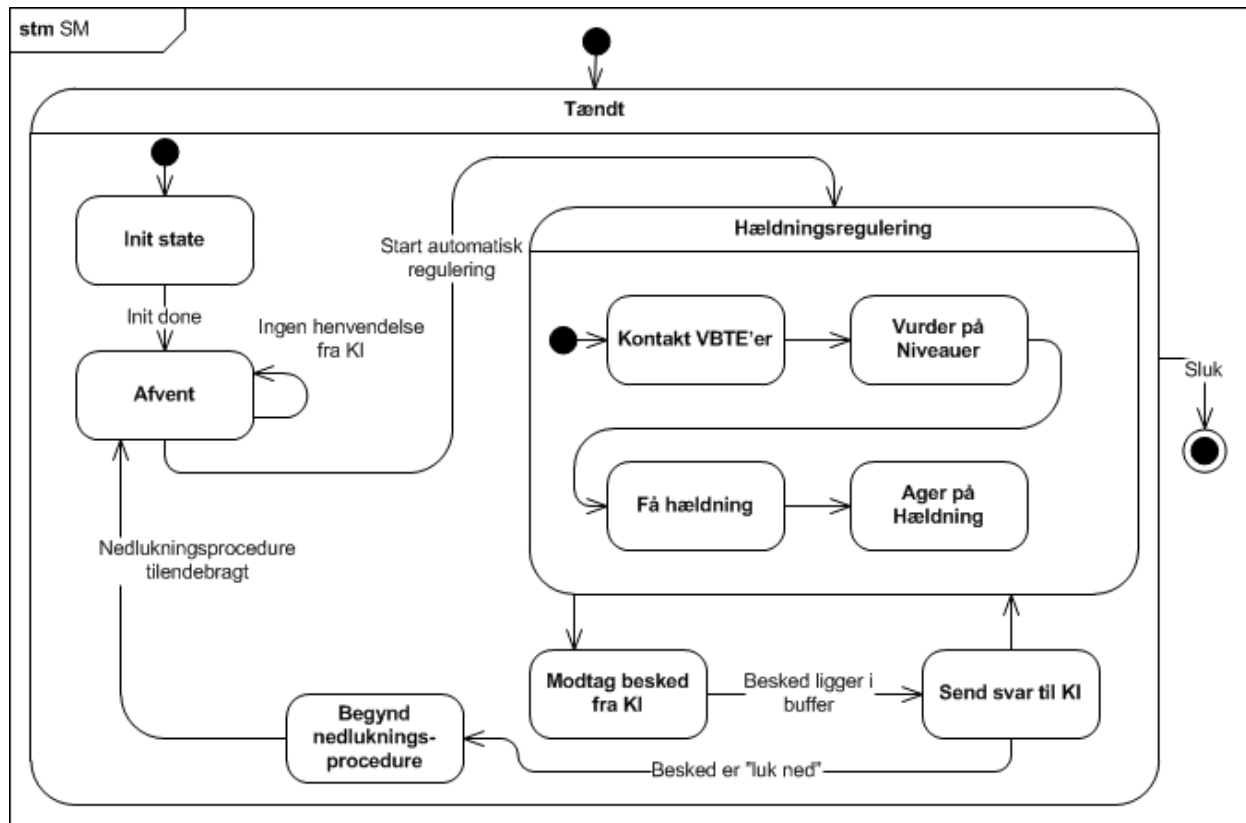 stm SM
Tændt
Init state
Init done
Afvent
Ingen henvendelse
fra KI
Start automatisk
regulering
Hældningsregulering
Kontakt VBTE'er
Vurder på
Niveauer
Få hældning
Ager på
Hældning
Sluk
Nedlukningsprocedure
tilendebragt
Modtag besked
fra KI
Besked ligger i
buffer
Send svar til KI
Begynd
nedluknings-
procedure
Besked er "luk ned"